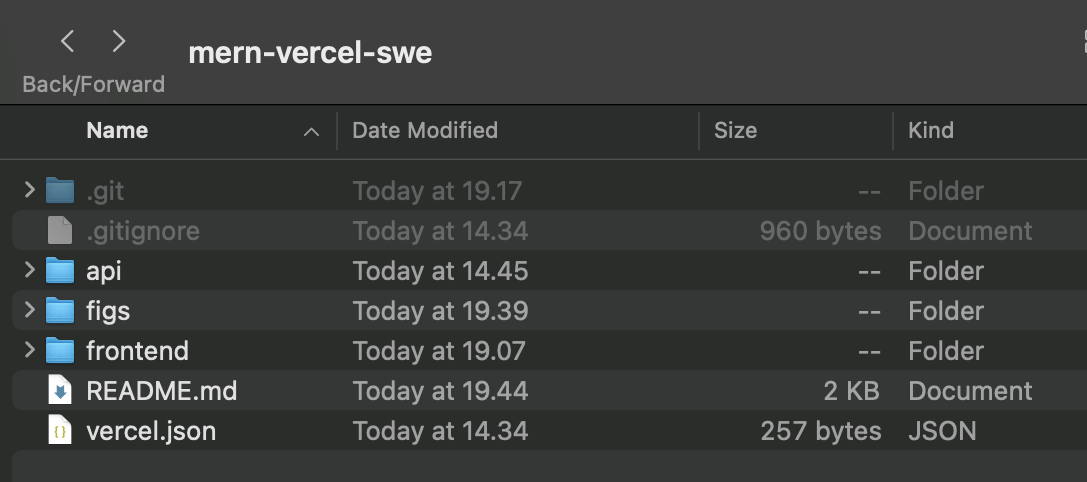 mern-vercel-swe
Back/Forward
Name Date Modified Size Kind
.git Today at 19.17 -- Folder
.gitignore Today at 14.34 960 bytes Document
api Today at 14.45 -- Folder
figs Today at 19.39 -- Folder
frontend Today at 19.07 -- Folder
README.md Today at 19.44 2 KB Document
vercel.json Today at 14.34 257 bytes JSON